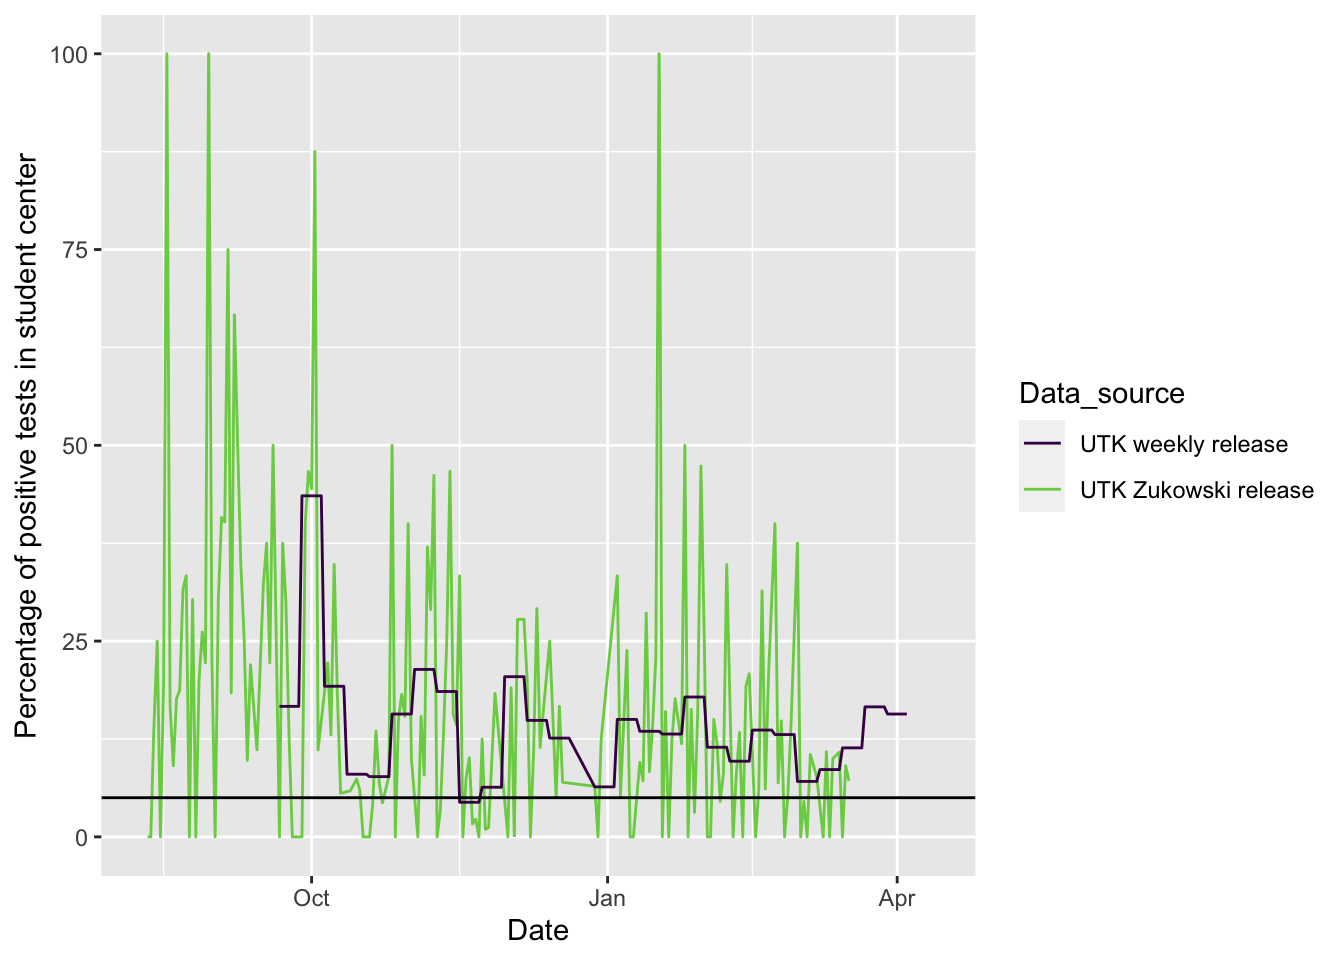 Percentage of positive tests in student center
100
75
50
25
0
Oct
Jan
Apr
Date
Data_source
UTK weekly release
UTK Zukowski release